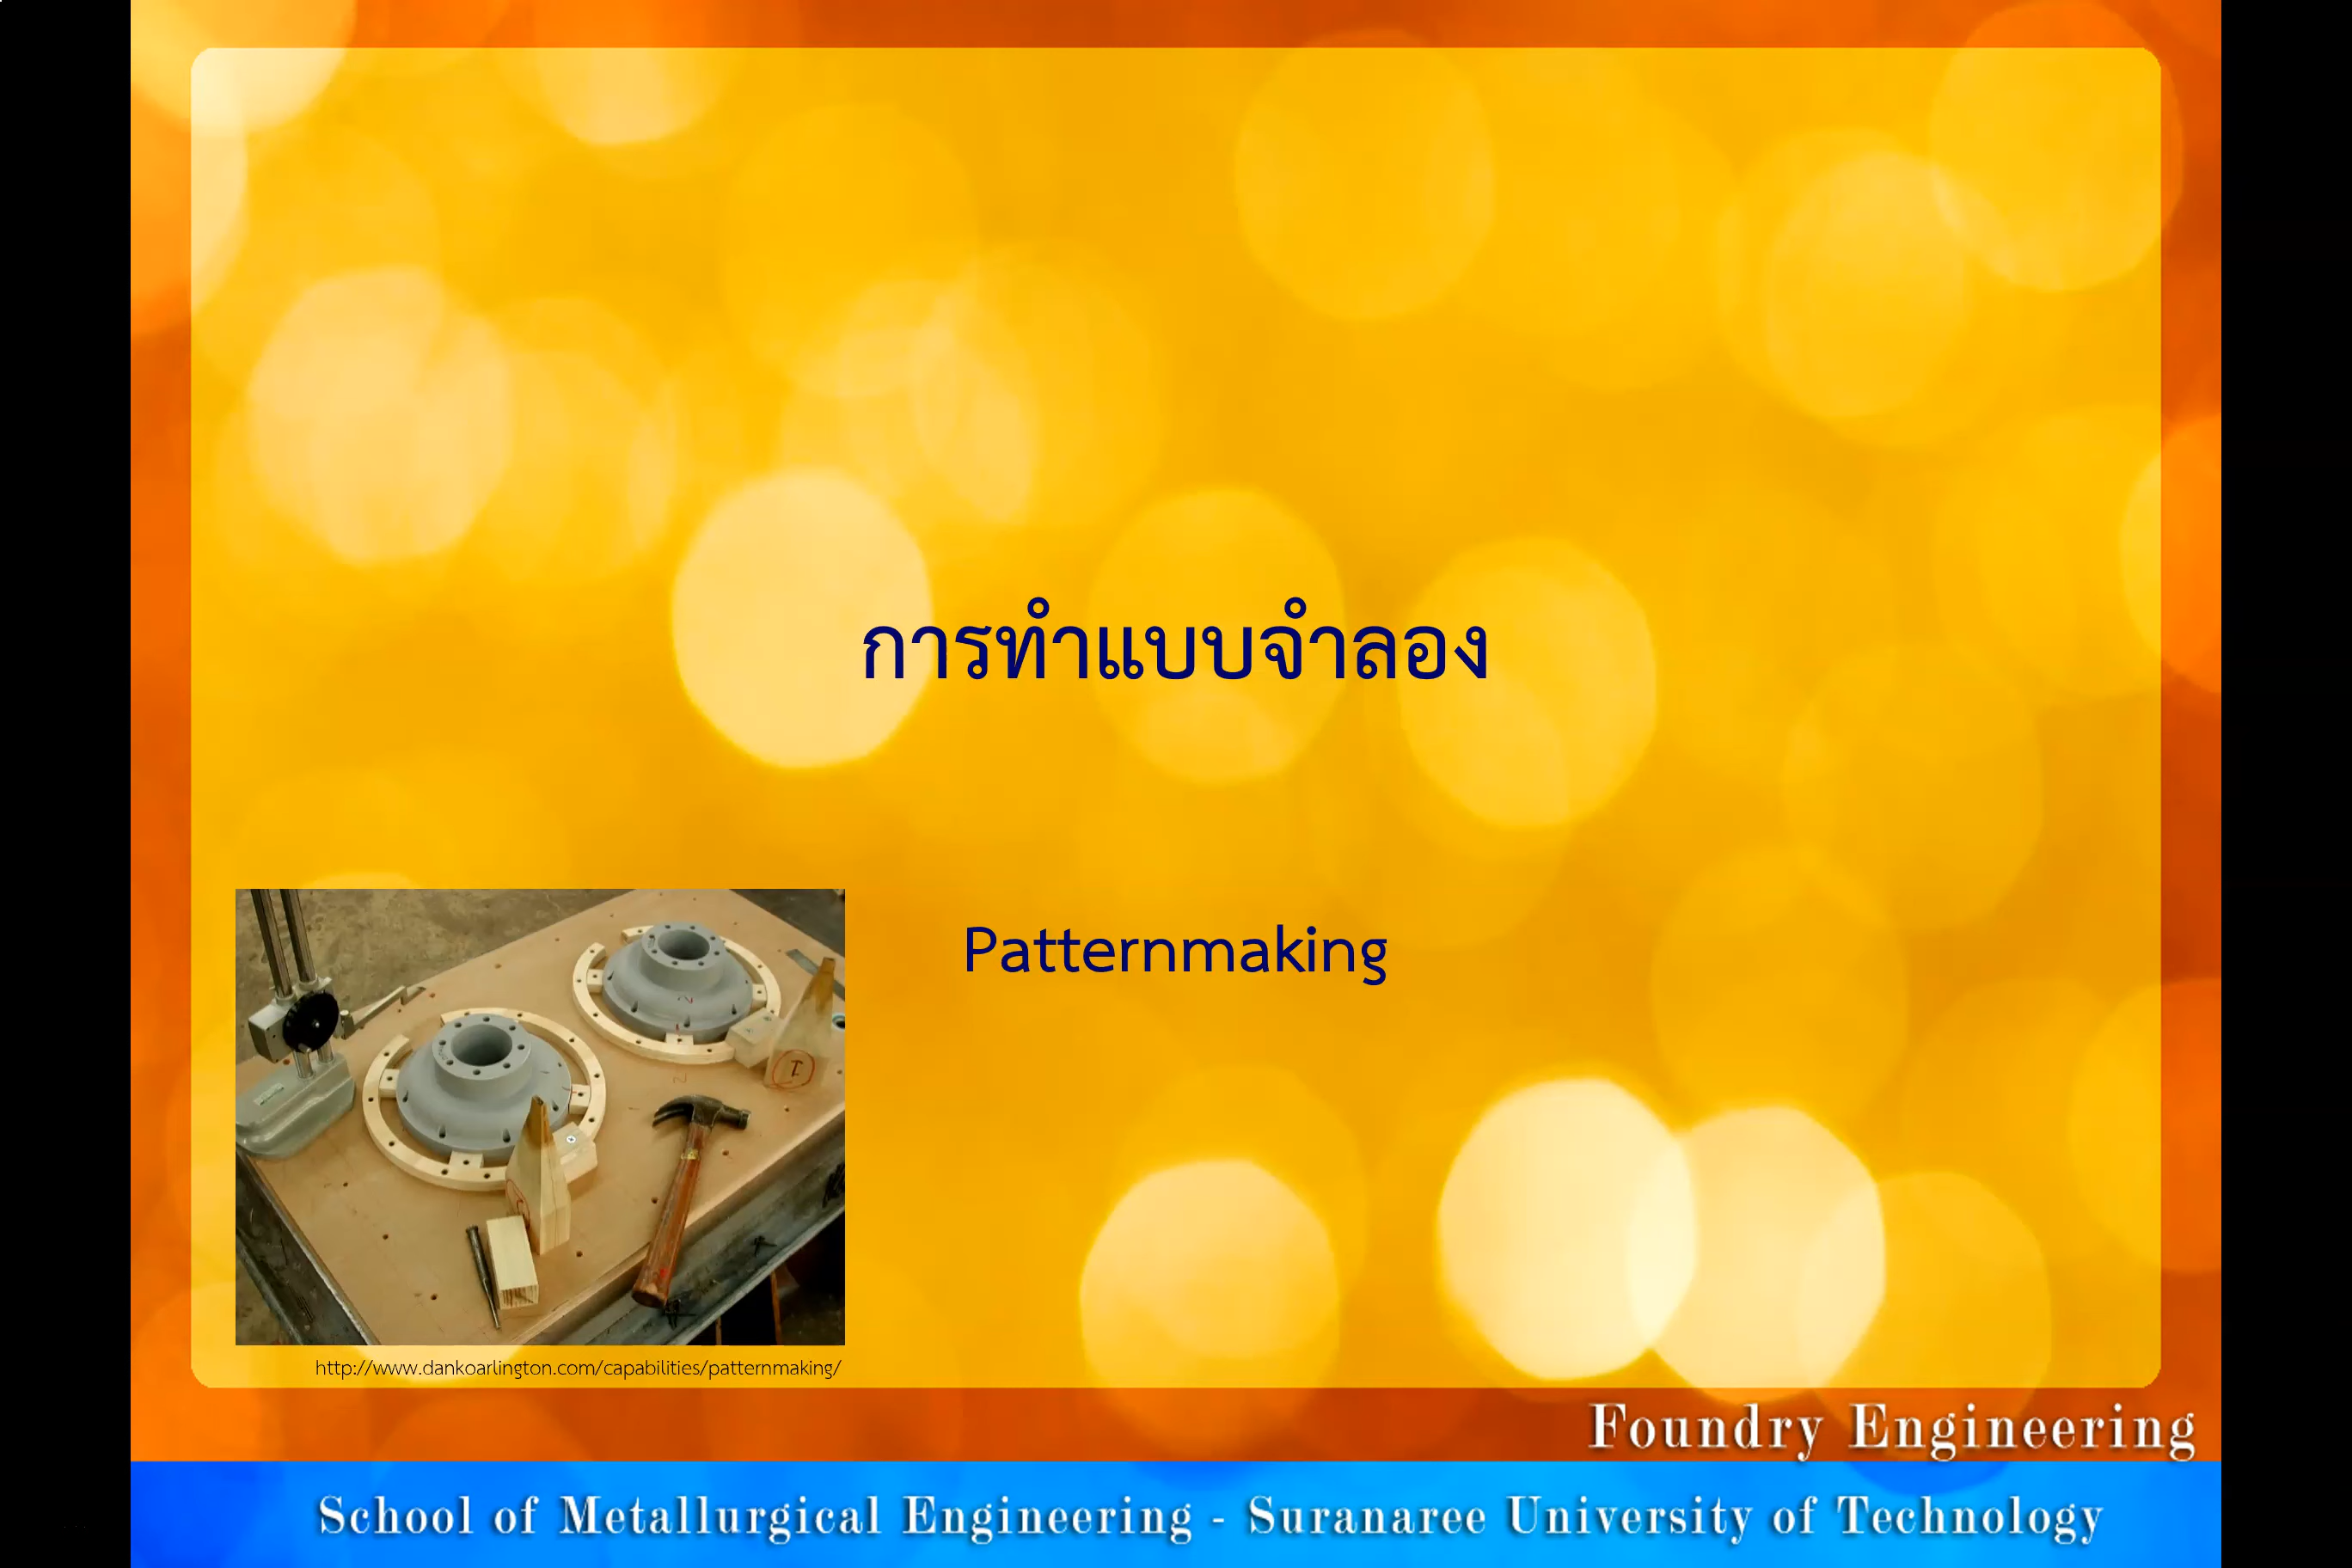 การทำแบบจำลอง
Patternmaking
http://www.dankoarlington.com/capabilities/patternmaking/
Foundry Engineering
School of Metallurgical Engineering - Suranaree University of Technology